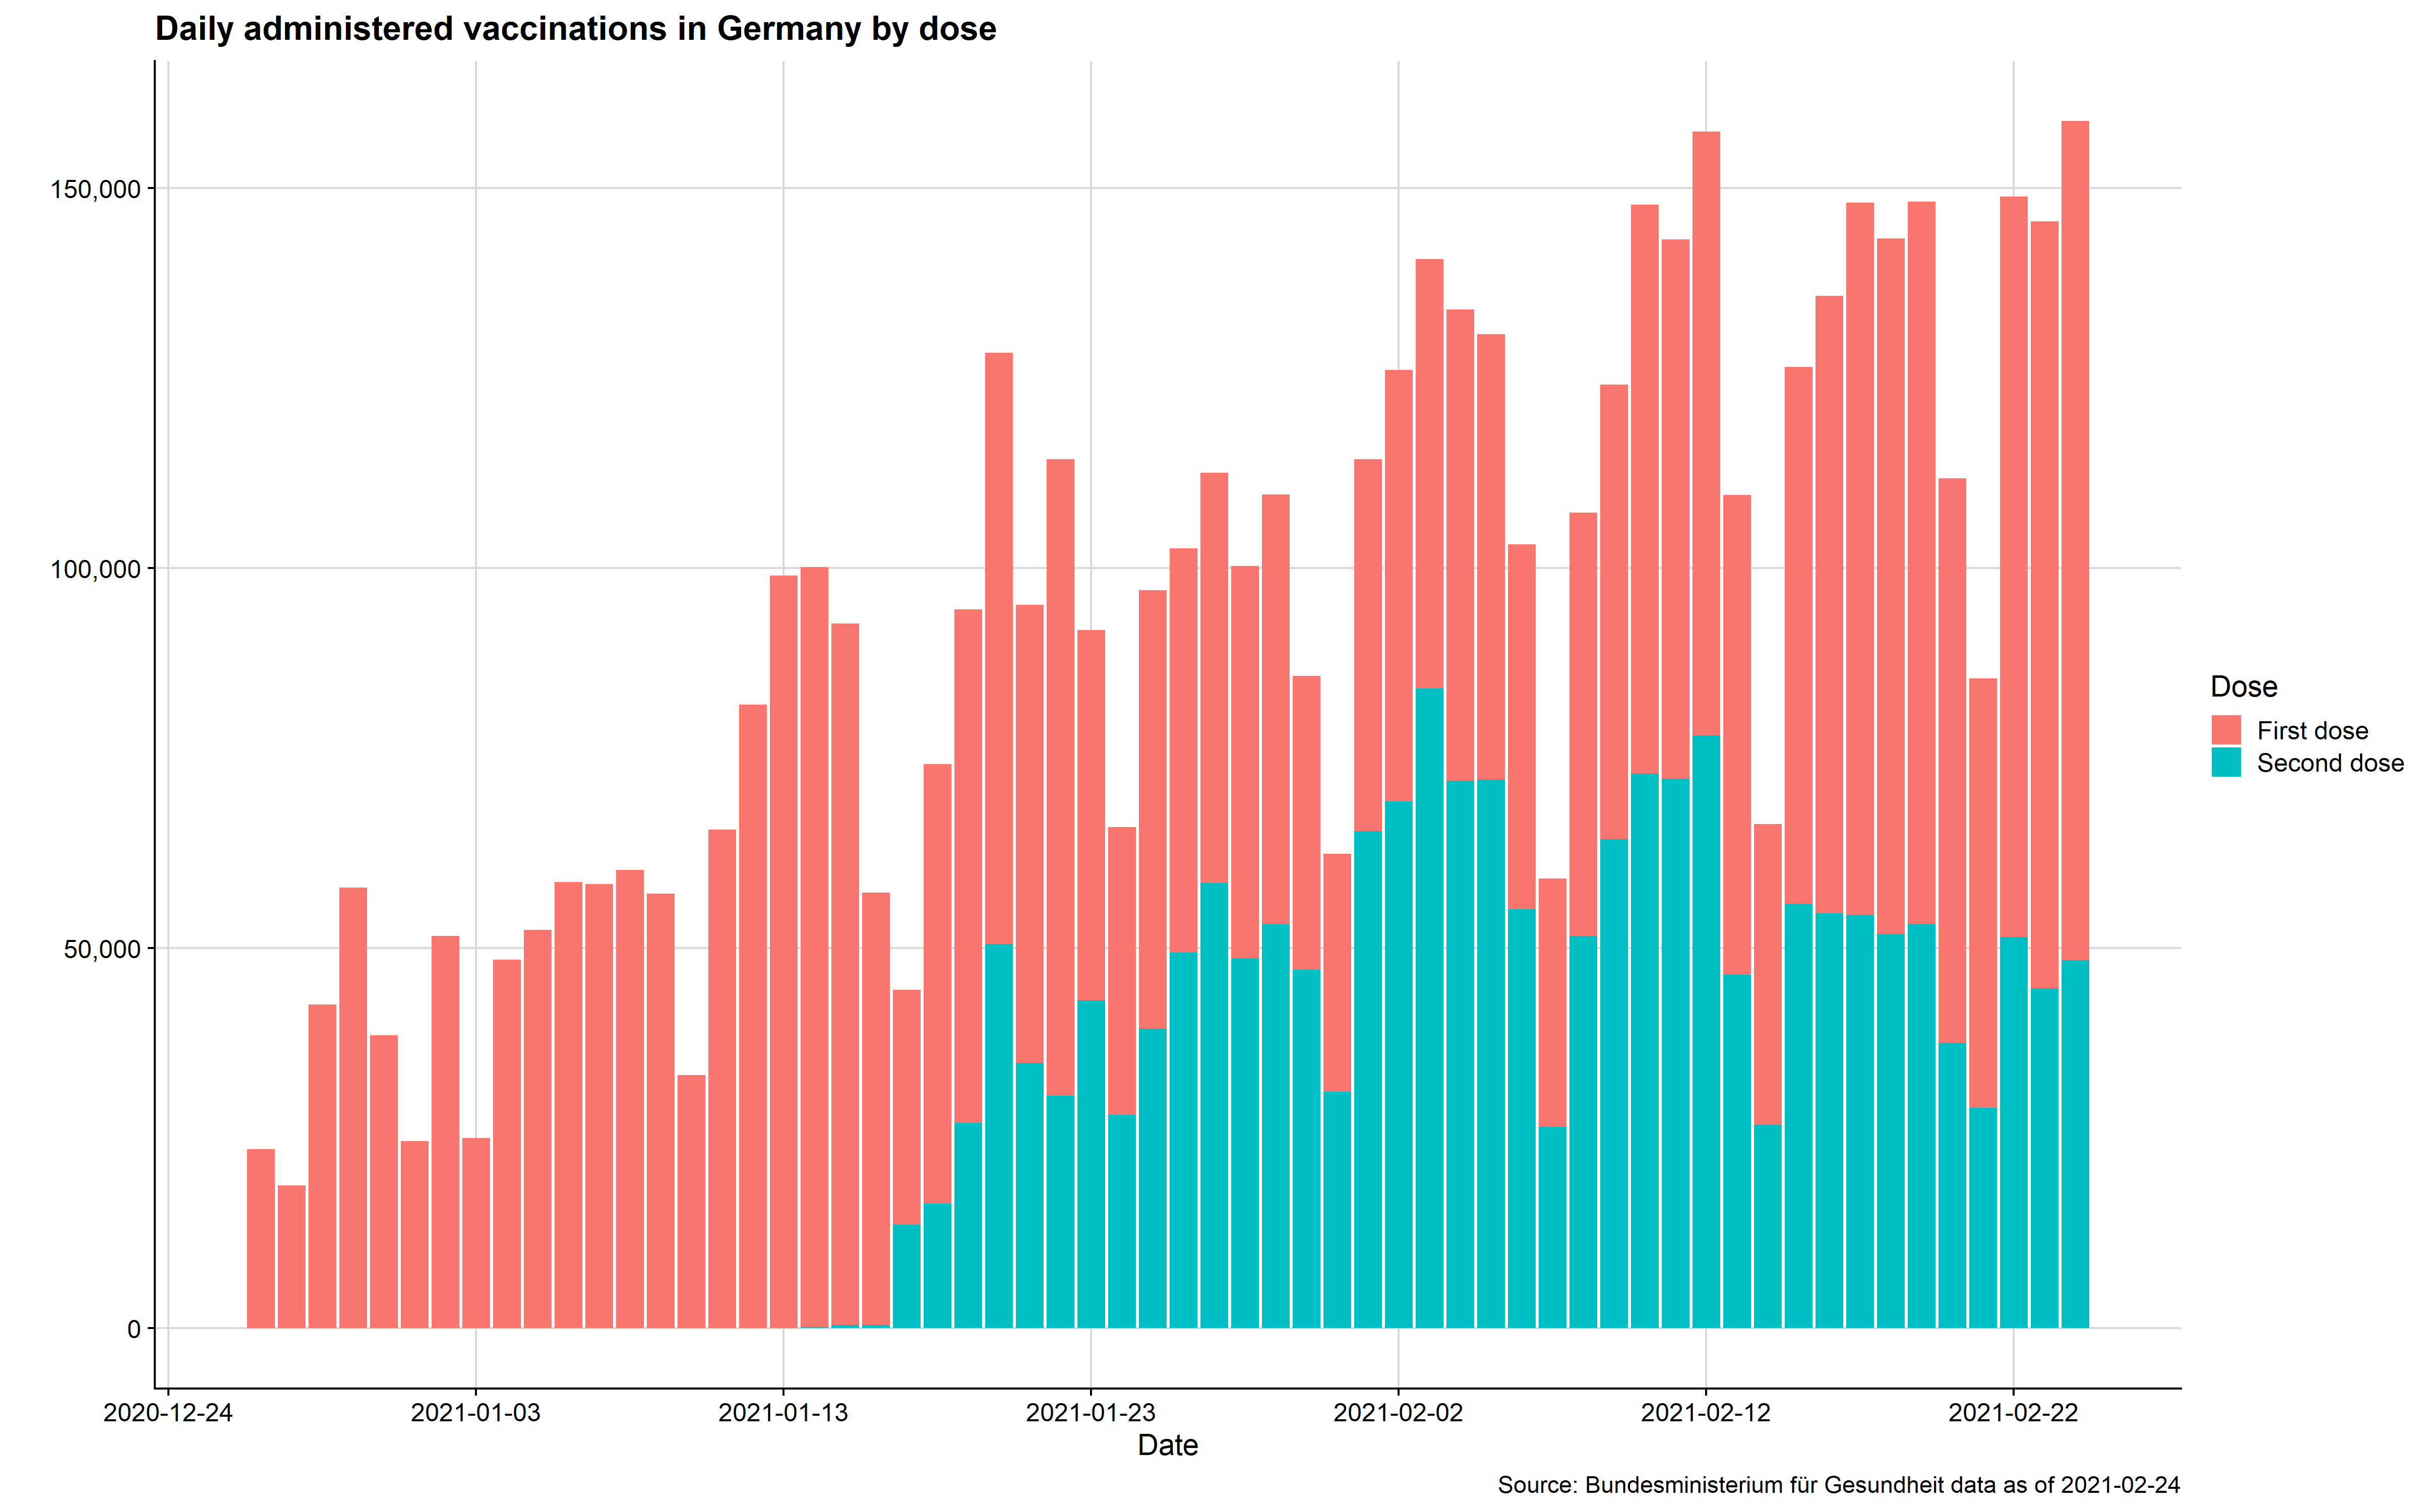 Daily administered vaccinations in Germany by dose
150,000
100,000
50,000
0
2020-12-24
2021-01-03
2021-01-13
2021-01-23
2021-02-02
2021-02-12
2021-02-22
Date
Dose
First dose
Second dose
Source: Bundesministerium für Gesundheit data as of 2021-02-24